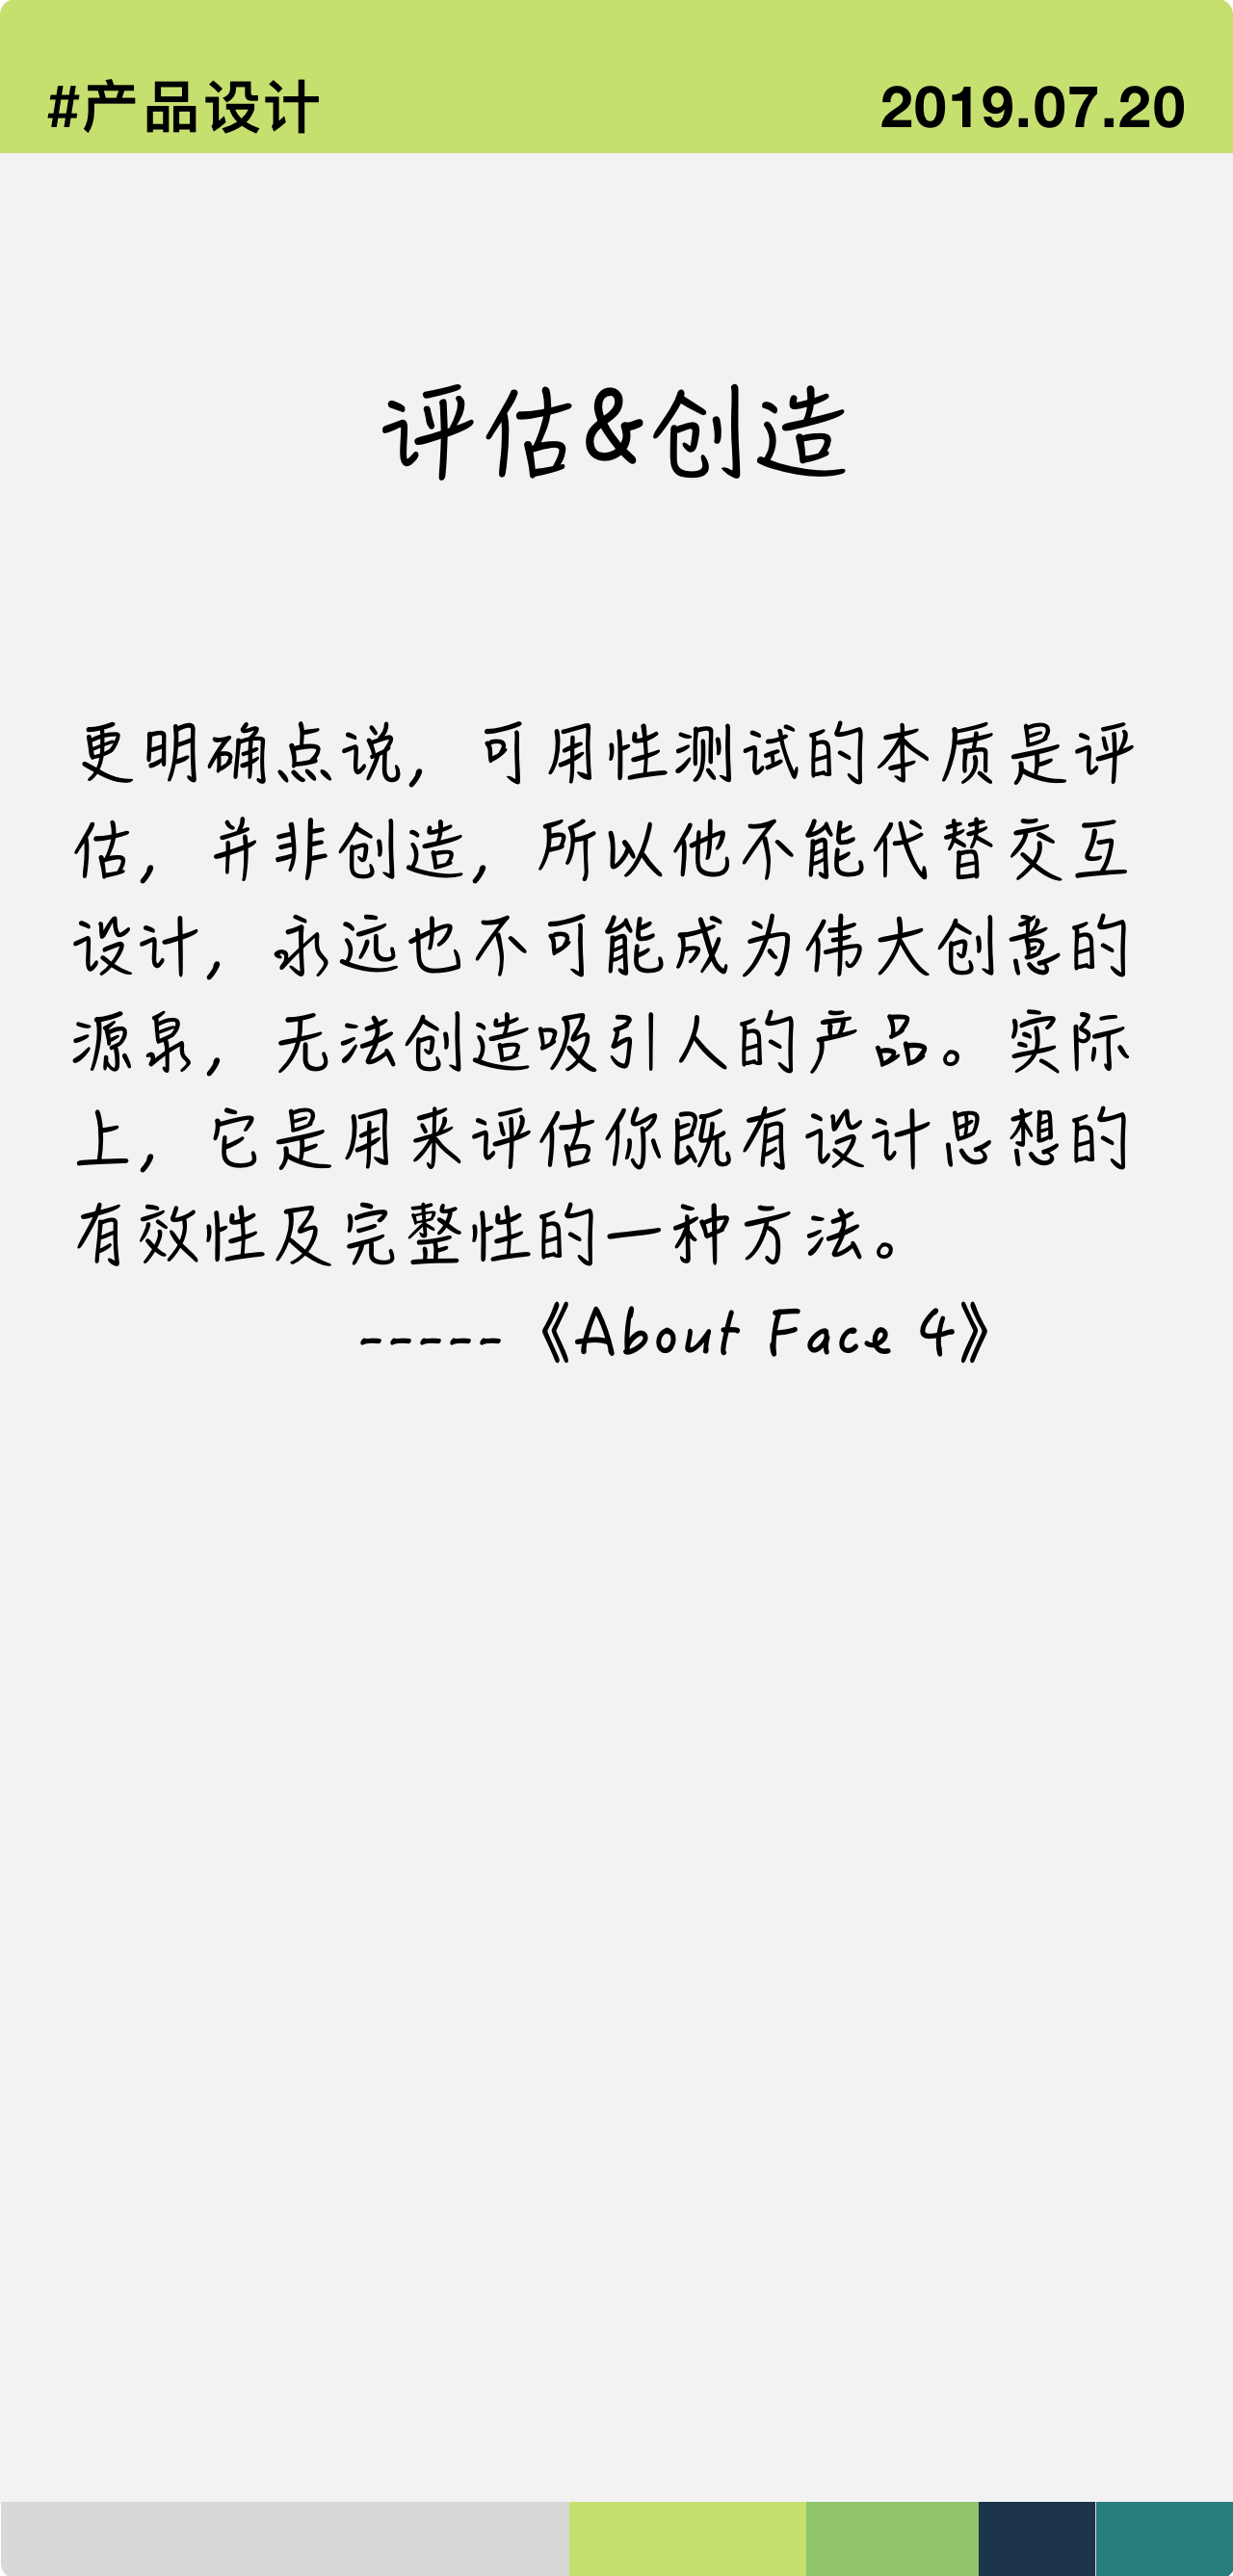 #产品设计 2019.07.20
评估&创造
更明确点说，可用性测试的本质是评
估，并非创造，所以他不能代替交互
设计，永远也不可能成为伟大创意的
源泉，无法创造吸引人的产品。实际
上，它是用来评估你既有设计思想的
有效性及完整性的一种方法。
-----《About Face 4》